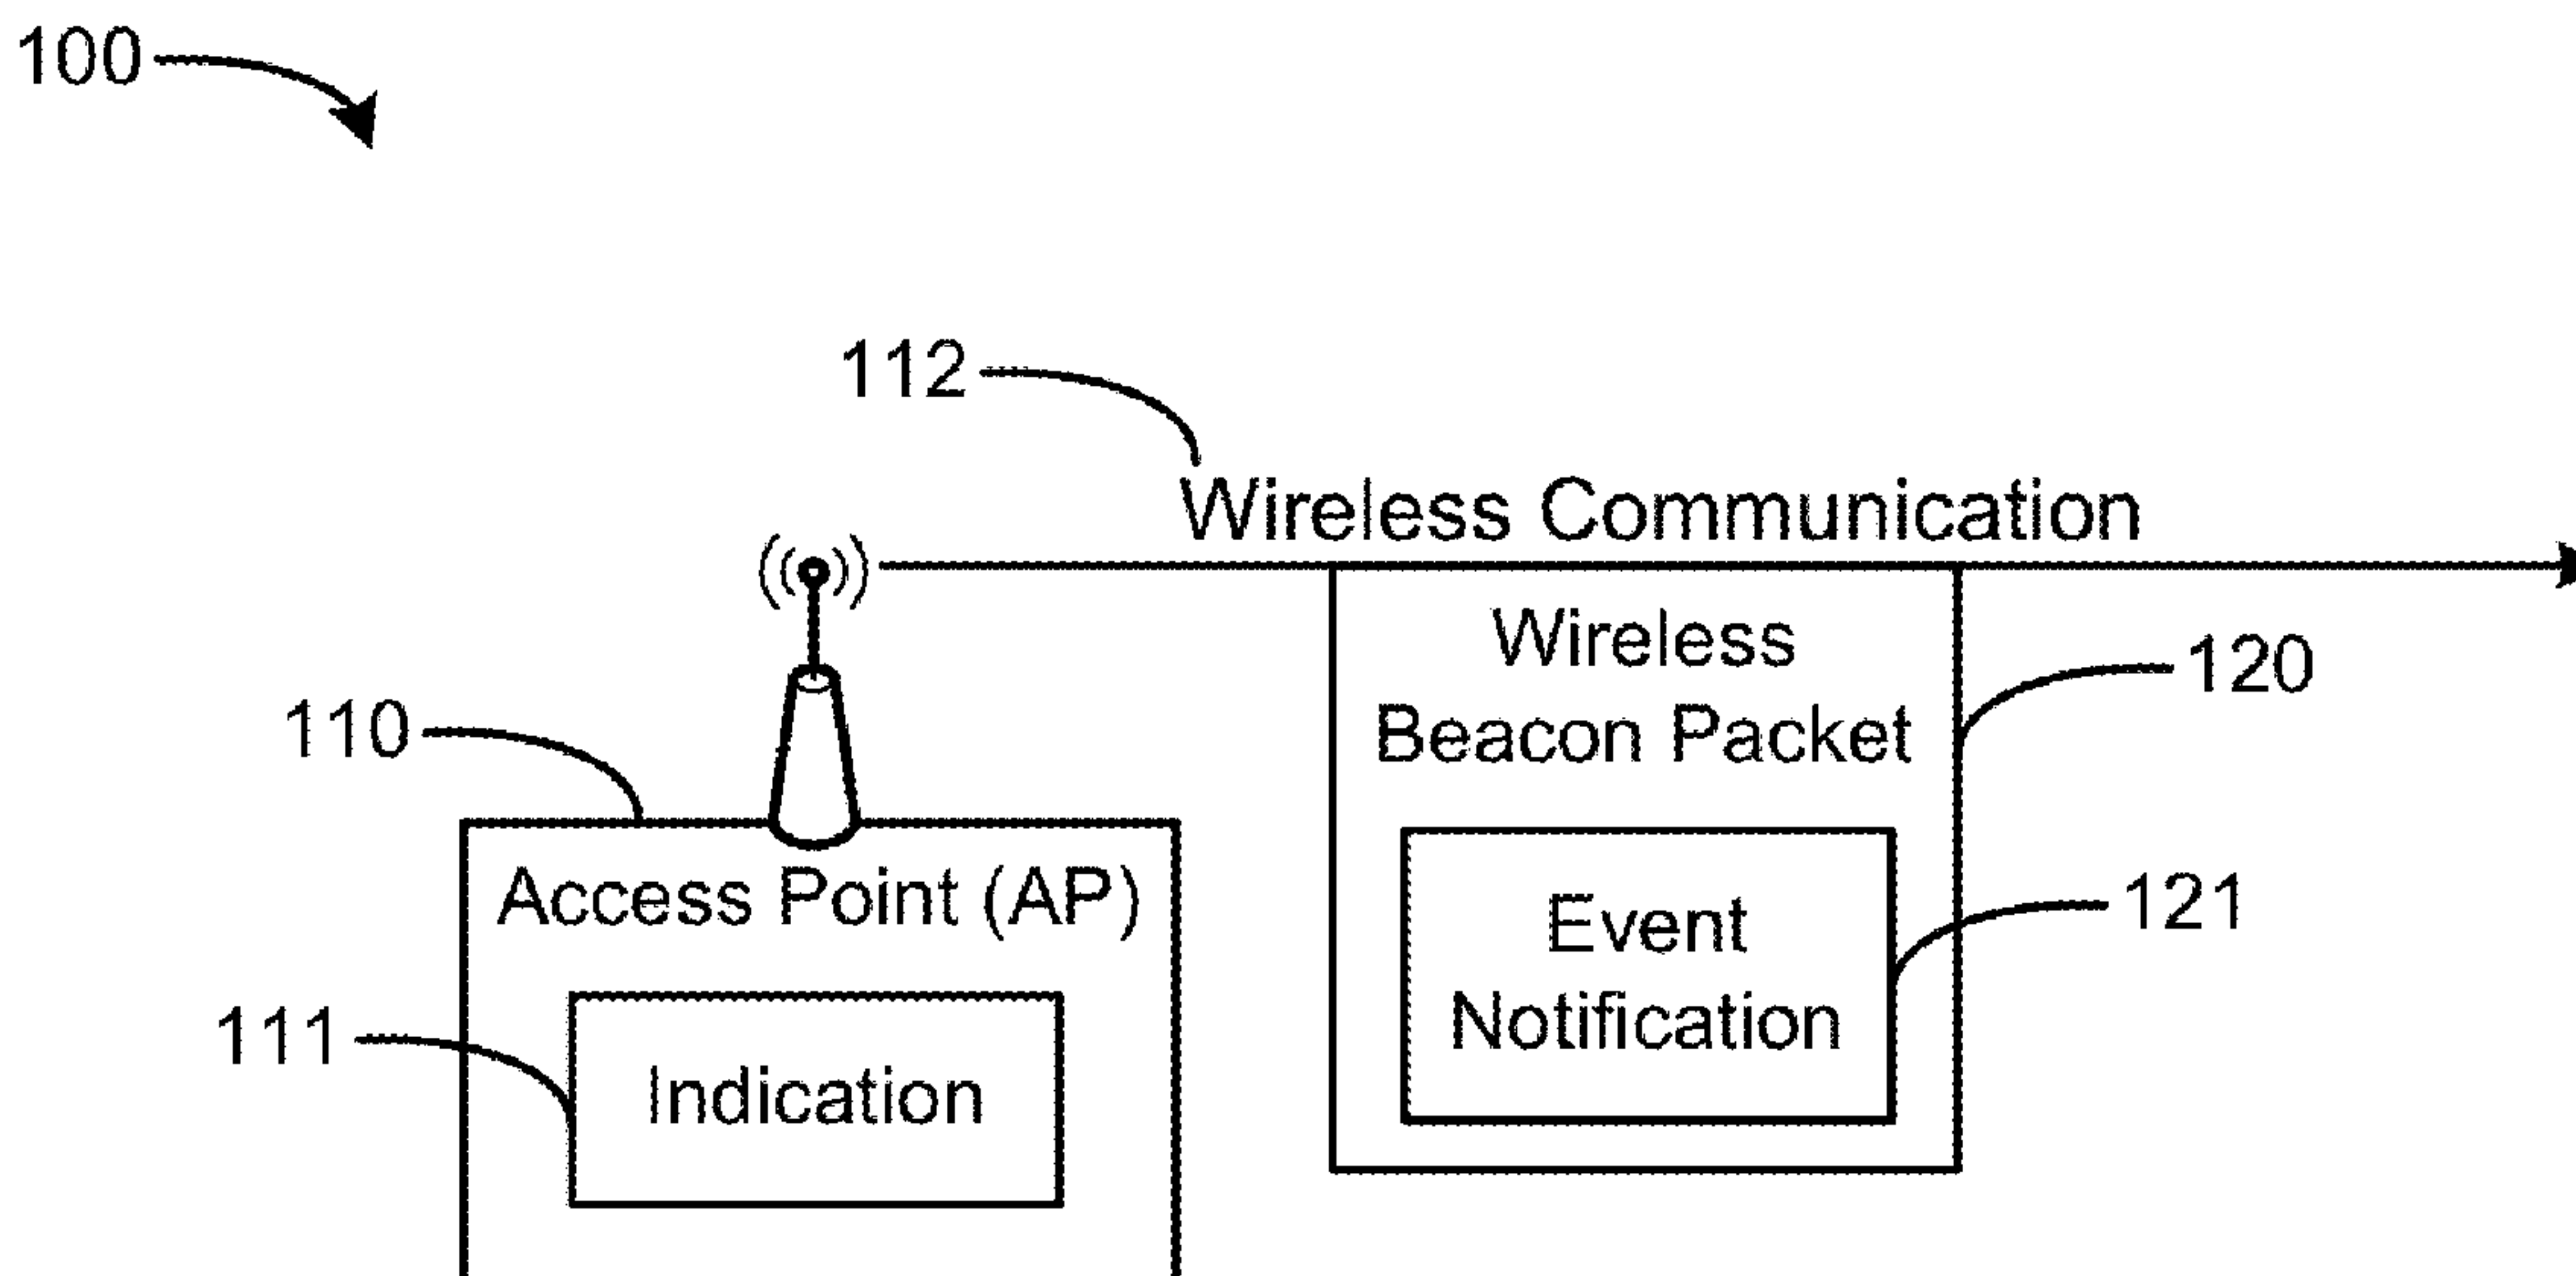 100
112
Wireless Communication
Wireless
Beacon Packet
120
110
Access Point (AP)
Event
Notification
121
111
Indication